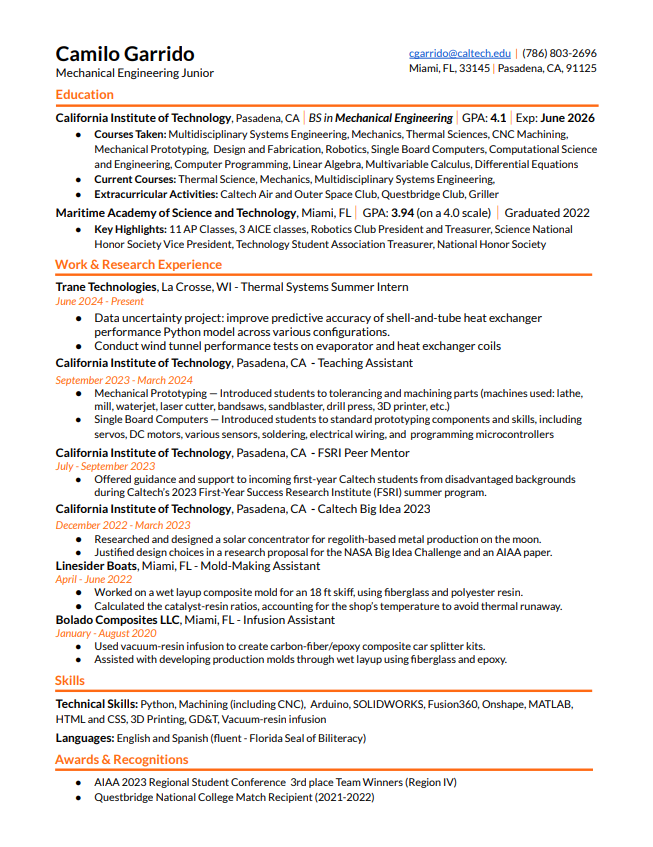 Camilo Garrido
cgarrido@caltech.edu | (786) 803-2696
Mechanical Engineering Junior
Miami, FL, 33145 | Pasadena, CA, 91125
Education
California Institute of Technology, Pasadena, CA | BS in Mechanical Engineering | GPA: 4.1 | Exp: June 2026
● Courses Taken: Multidisciplinary Systems Engineering, Mechanics, Thermal Sciences, CNC Machining,
Mechanical Prototyping, Design and Fabrication, Robotics, Single Board Computers, Computational Science
and Engineering, Computer Programming, Linear Algebra, Multivariable Calculus, Differential Equations
● Current Courses: Thermal Science, Mechanics, Multidisciplinary Systems Engineering,
● Extracurricular Activities: Caltech Air and Outer Space Club, Questbridge Club, Griller
Maritime Academy of Science and Technology, Miami, FL | GPA: 3.94 (on a 4.0 scale) | Graduated 2022
● Key Highlights: 11 AP Classes, 3 AICE classes, Robotics Club President and Treasurer, Science National
Honor Society Vice President, Technology Student Association Treasurer, National Honor Society
Work & Research Experience
Trane Technologies, La Crosse, WI - Thermal Systems Summer Intern
June 2024 - Present
● Data uncertainty project: improve predictive accuracy of shell-and-tube heat exchanger
performance Python model across various configurations.
● Conduct wind tunnel performance tests on evaporator and heat exchanger coils
California Institute of Technology, Pasadena, CA - Teaching Assistant
September 2023 - March 2024
● Mechanical Prototyping — Introduced students to tolerancing and machining parts (machines used: lathe,
mill, waterjet, laser cutter, bandsaws, sandblaster, drill press, 3D printer, etc.)
● Single Board Computers — Introduced students to standard prototyping components and skills, including
servos, DC motors, various sensors, soldering, electrical wiring, and programming microcontrollers
California Institute of Technology, Pasadena, CA - FSRI Peer Mentor
July - September 2023
● Offered guidance and support to incoming first-year Caltech students from disadvantaged backgrounds
during Caltech's 2023 First-Year Success Research Institute (FSRI) summer program.
California Institute of Technology, Pasadena, CA - Caltech Big Idea 2023
December 2022 - March 2023
● Researched and designed a solar concentrator for regolith-based metal production on the moon.
● Justified design choices in a research proposal for the NASA Big Idea Challenge and an AIAA paper.
Linesider Boats, Miami, FL - Mold-Making Assistant
April - June 2022
● Worked on a wet layup composite mold for an 18 ft skiff, using fiberglass and polyester resin.
● Calculated the catalyst-resin ratios, accounting for the shop's temperature to avoid thermal runaway.
Bolado Composites LLC, Miami, FL - Infusion Assistant
January - August 2020
● Used vacuum-resin infusion to create carbon-fiber/epoxy composite car splitter kits.
● Assisted with developing production molds through wet layup using fiberglass and epoxy.
Skills
Technical Skills: Python, Machining (including CNC), Arduino, SOLIDWORKS, Fusion360, Onshape, MATLAB,
HTML and CSS, 3D Printing, GD&T, Vacuum-resin infusion
Languages: English and Spanish (fluent - Florida Seal of Biliteracy)
Awards & Recognitions
● AIAA 2023 Regional Student Conference 3rd place Team Winners (Region IV)
● Questbridge National College Match Recipient (2021-2022)